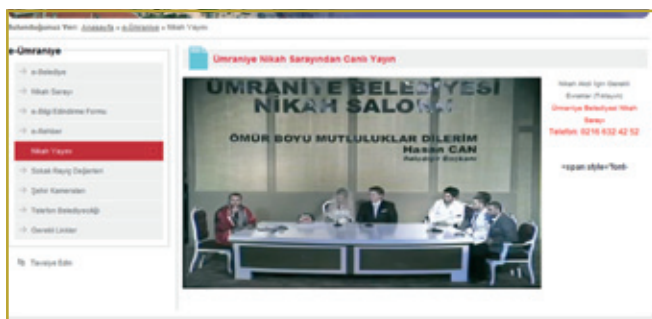 Bulunduğunuz Yer: Anasayfa » e-Ümraniye » Nikah Yayını
e-Ümraniye
e-Belediye
Nikah Sarayı
e-Bilgi Edindirme Formu
e-Rehber
Nikah Yayını
Sokak Rayiç Değerleri
Şehir Kameraları
Telefon Belediyeciliği
Gerekli Linkler
Tavsiye Edin
Ümraniye Nikah Sarayından Canlı Yayın
ÜMRANİYE BELEDİYESİ
NİKAH SALONU
ÖMÜR BOYU MUTLULUKLAR DİLERİM
Hasan CAN
Belediye Başkanı
Nikah Akdi İçin Gerekli
Evraklar (Tıklayın)
Ümraniye Belediyesi Nikah
Sarayı
Telefon: 0216 632 42 52
<span style="font-